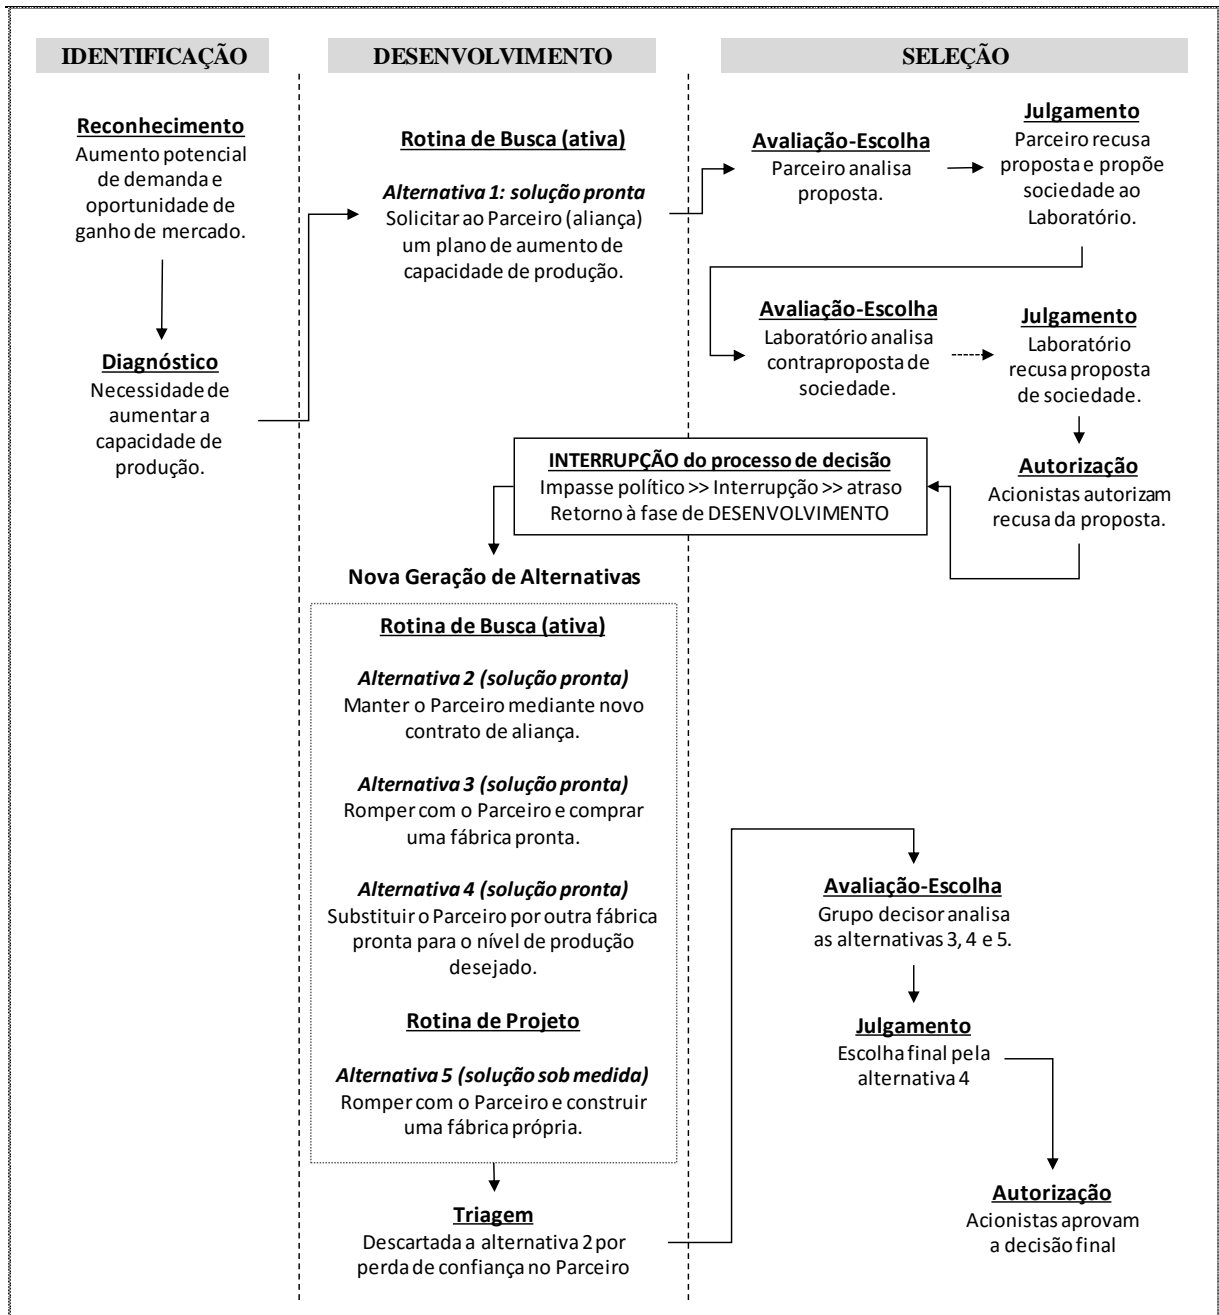 IDENTIFICAÇÃO
DESENVOLVIMENTO
SELEÇÃO
Reconhecimento
Aumento potencial
de demanda e
oportunidade de
ganho de mercado.
Diagnóstico
Necessidade de
aumentar a
capacidade de
produção.
Rotina de Busca (ativa)
Alternativa 1: solução pronta
Solicitar ao Parceiro (aliança)
um plano de aumento de
capacidade de produção.
Avaliação-Escolha
Parceiro analisa
proposta.
Julgamento
Parceiro recusa
proposta e propõe
sociedade ao
Laboratório.
Avaliação-Escolha
Laboratório analisa
contraproposta de
sociedade.
Julgamento
Laboratório
recusa proposta
de sociedade.
Autorização
Acionistas autorizam
recusa da proposta.
INTERRUPÇÃO do processo de decisão
Impasse político >> Interrupção >> atraso
Retorno à fase de DESENVOLVIMENTO
Nova Geração de Alternativas
Rotina de Busca (ativa)
Alternativa 2 (solução pronta)
Manter o Parceiro mediante novo
contrato de aliança.
Alternativa 3 (solução pronta)
Romper com o Parceiro e comprar
uma fábrica pronta.
Alternativa 4 (solução pronta)
Substituir o Parceiro por outra fábrica
pronta para o nível de produção
desejado.
Rotina de Projeto
Alternativa 5 (solução sob medida)
Romper com o Parceiro e construir
uma fábrica própria.
Triagem
Descartada a alternativa 2 por
perda de confiança no Parceiro
Avaliação-Escolha
Grupo decisor analisa
as alternativas 3, 4 e 5.
Julgamento
Escolha final pela
alternativa 4
Autorização
Acionistas aprovam
a decisão final